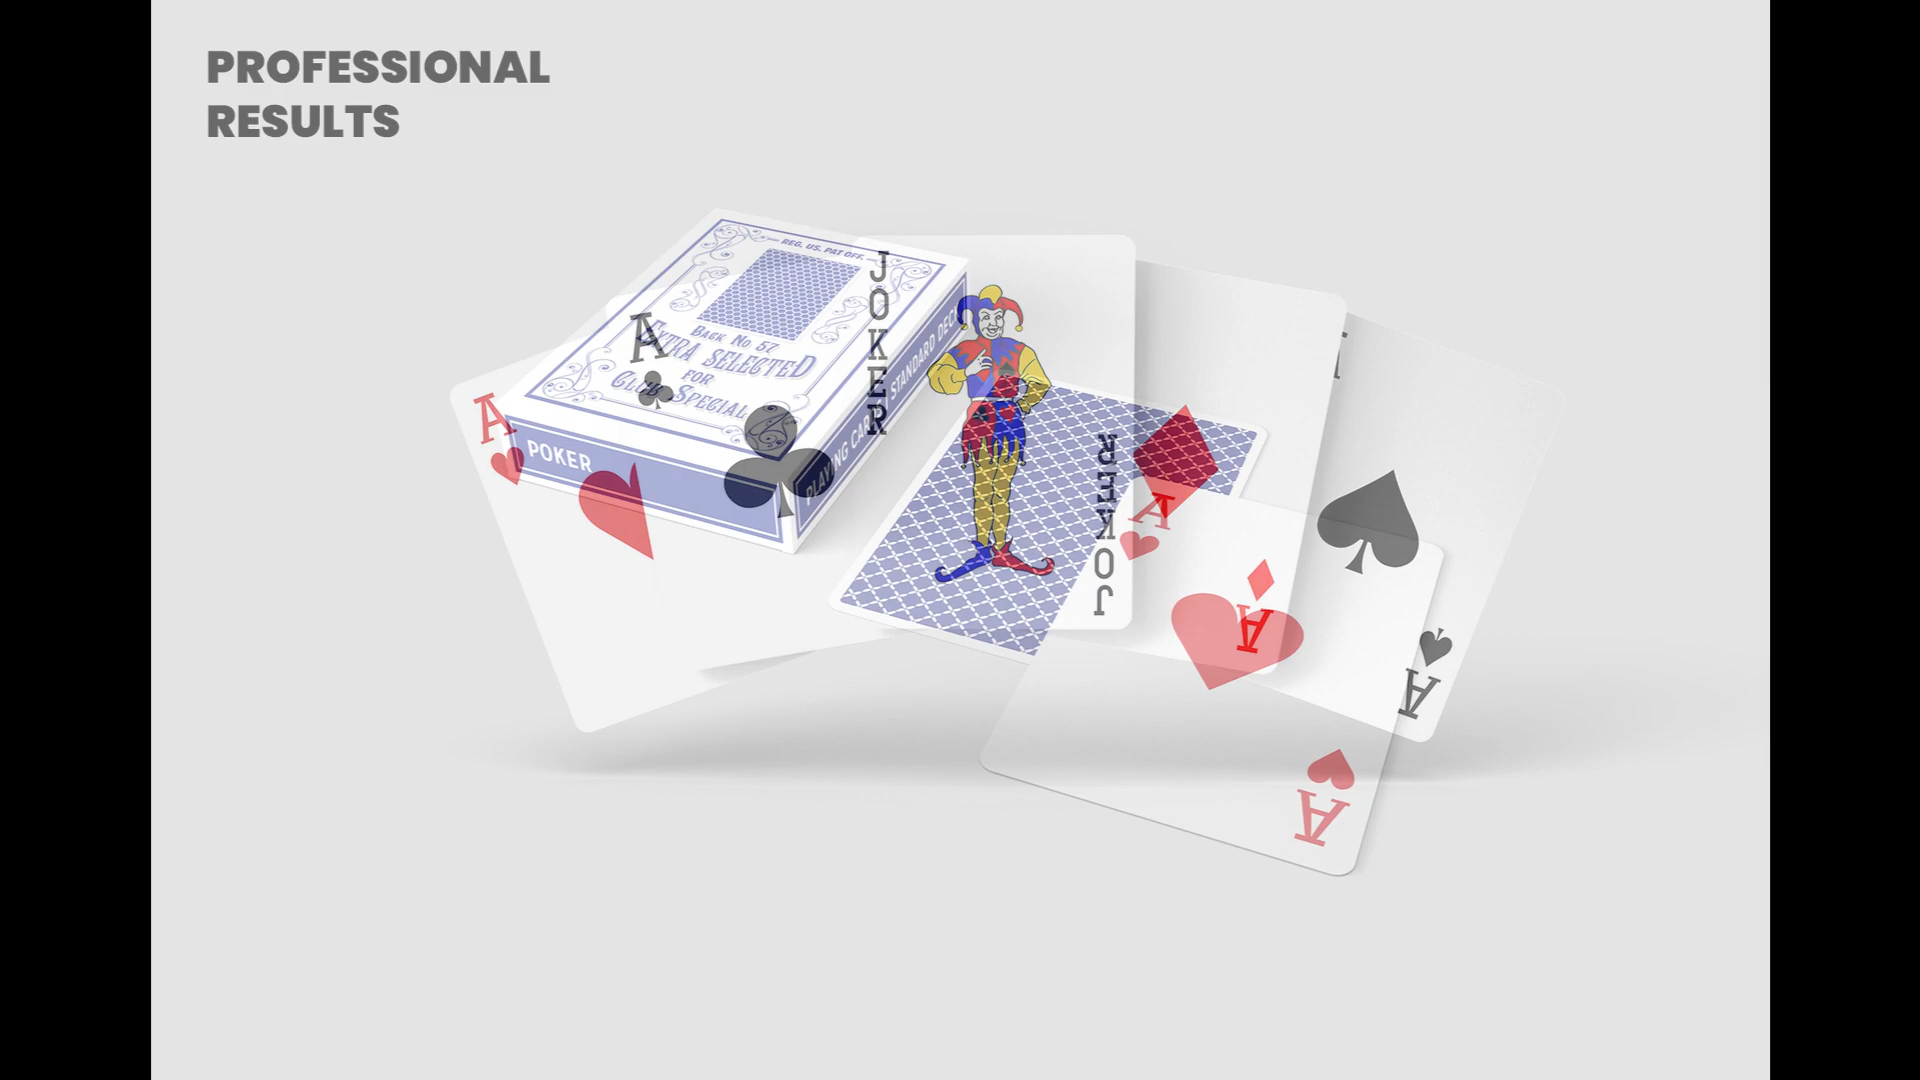 PROFESSIONAL
RESULTS
REG. US. PAT OFF.
BACK No 57
EXTRA SELECTED
FOR
CLUB SPECIAL
POKER
PLAYING CARD STANDARD DECK
JOKER
JOKER
A
A
A
A
A
A